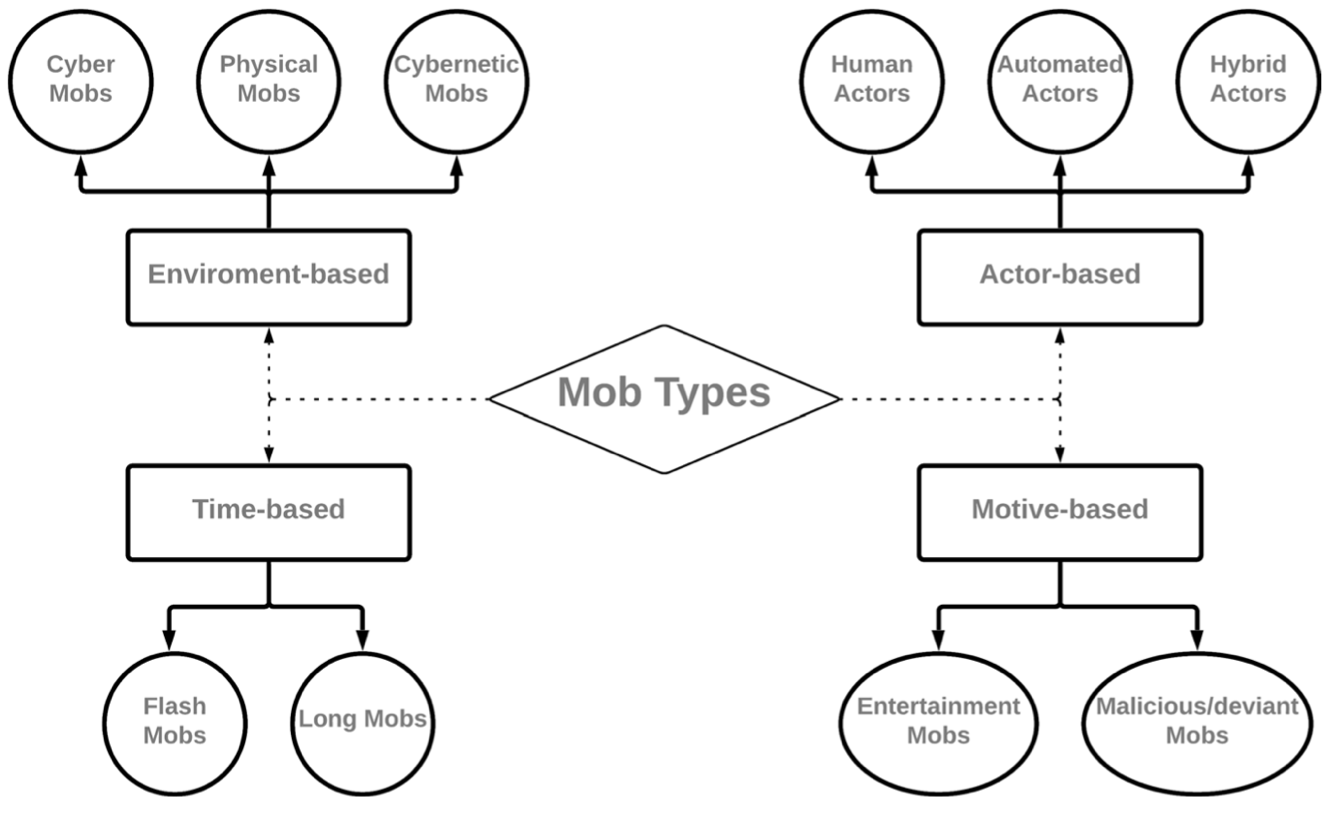 Cyber
Mobs
Physical
Mobs
Cybernetic
Mobs
Human
Actors
Automated
Actors
Hybrid
Actors
Enviroment-based
Actor-based
Mob Types
Time-based
Motive-based
Flash
Mobs
Long Mobs
Entertainment
Mobs
Malicious/deviant
Mobs